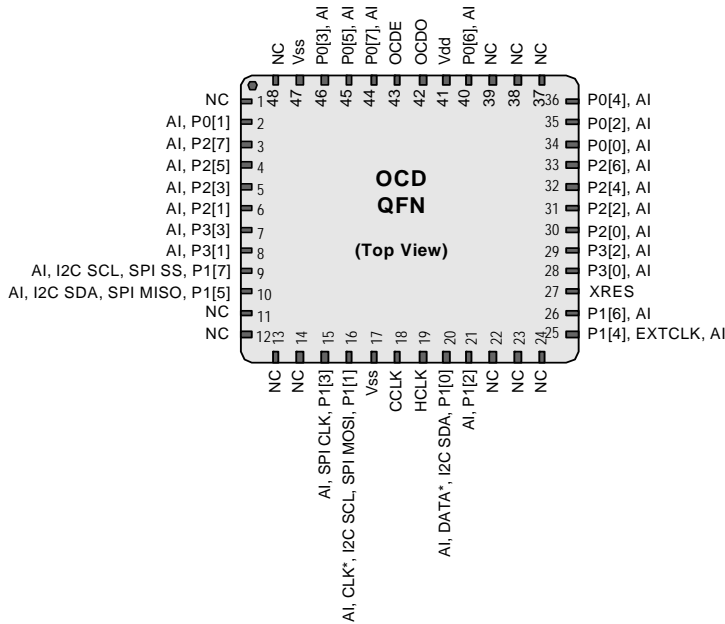 NC
Vss
P0[3], AI
P0[5], AI
P0[7], AI
OCDE
OCDO
Vdd
P0[6], AI
NC
NC
NC
48
47
46
45
44
43
42
41
40
39
38
37
NC 1
AI, P0[1] 2
AI, P2[7] 3
AI, P2[5] 4
AI, P2[3] 5
AI, P2[1] 6
AI, P3[3] 7
AI, P3[1] 8
AI, I2C SCL, SPI SS, P1[7] 9
AI, I2C SDA, SPI MISO, P1[5] 10
NC 11
NC 12
OCD
QFN
(Top View)
36 P0[4], AI
35 P0[2], AI
34 P0[0], AI
33 P2[6], AI
32 P2[4], AI
31 P2[2], AI
30 P2[0], AI
29 P3[2], AI
28 P3[0], AI
27 XRES
26 P1[6], AI
25 P1[4], EXTCLK, AI
13
14
15
16
17
18
19
20
21
22
23
24
NC
NC
AI, SPI CLK, P1[3]
AI, CLK*, I2C SCL, SPI MOSI, P1[1]
Vss
CCLK
HCLK
AI, DATA*, I2C SDA, P1[0]
AI, P1[2]
NC
NC
NC